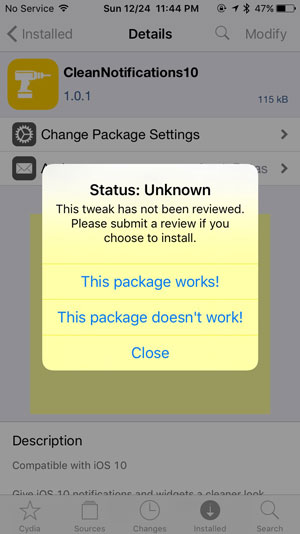 No Service Sun 12/24 11:44 PM 47%
Installed Details Modify
CleanNotifications10
1.0.1 115 kB
Change Package Settings
Status: Unknown
This tweak has not been reviewed.
Please submit a review if you
choose to install.
This package works!
This package doesn't work!
Close
Description
Compatible with iOS 10
Give iOS 10 notifications and widgets a cleaner look
Cydia Sources Changes Installed Search